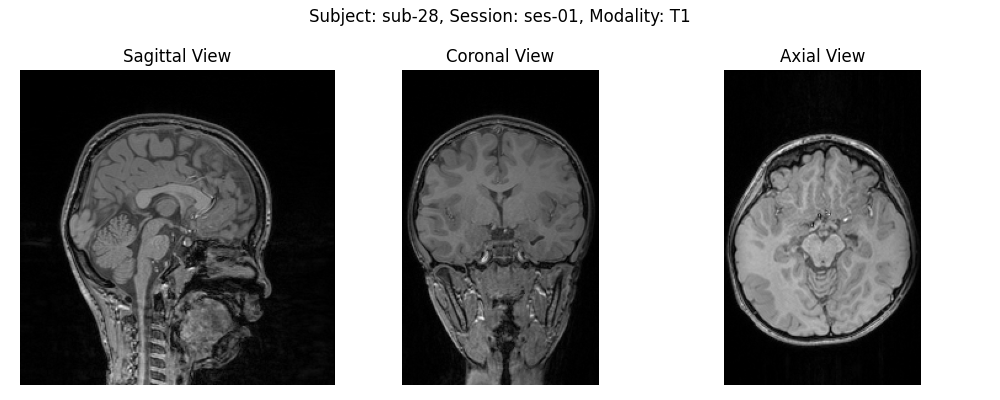 Subject: sub-28, Session: ses-01, Modality: T1
Sagittal View
Coronal View
Axial View